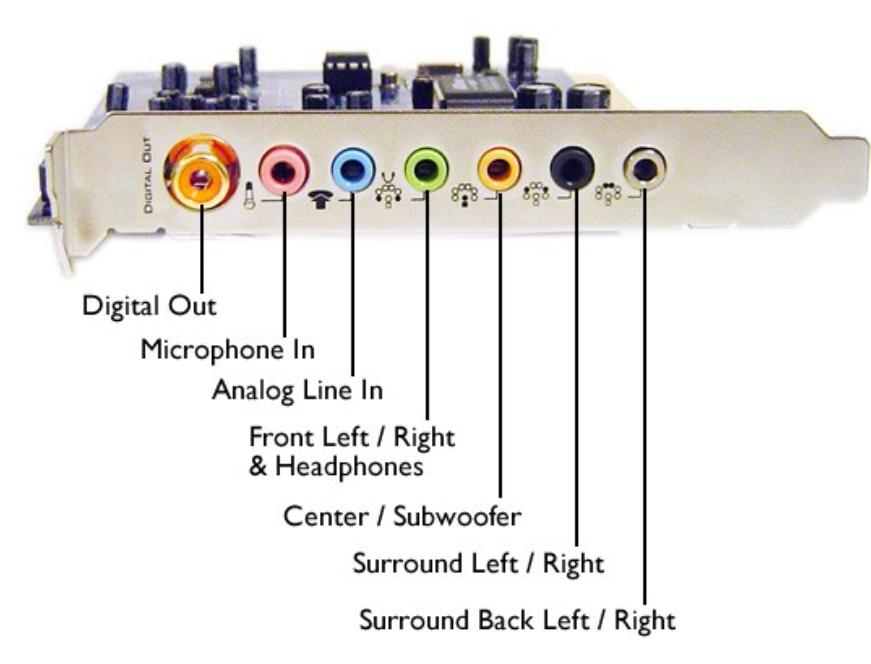 DIGITAL OUT
Digital Out
Microphone In
Analog Line In
Front Left / Right
& Headphones
Center / Subwoofer
Surround Left / Right
Surround Back Left / Right